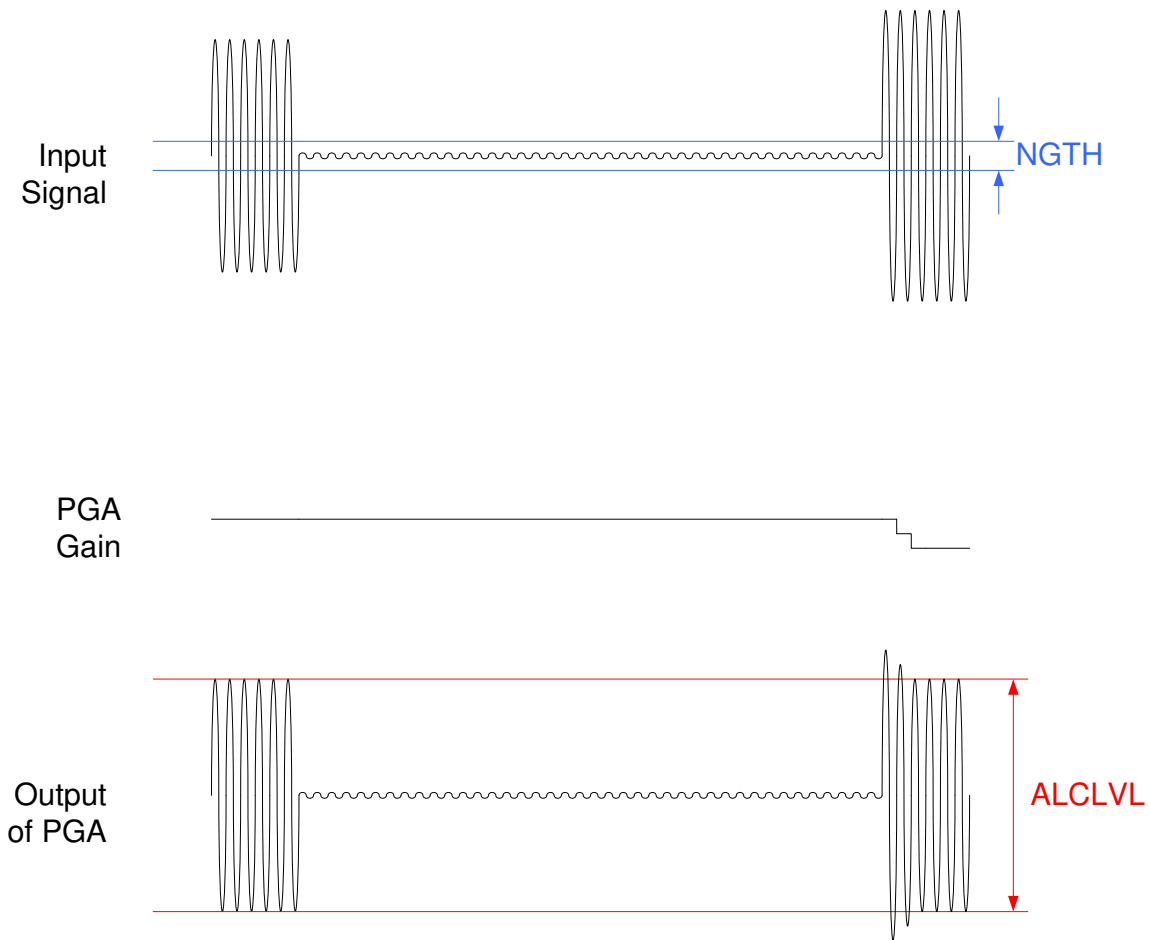 Input
Signal
NGTH
PGA
Gain
Output
of PGA
ALCLVL